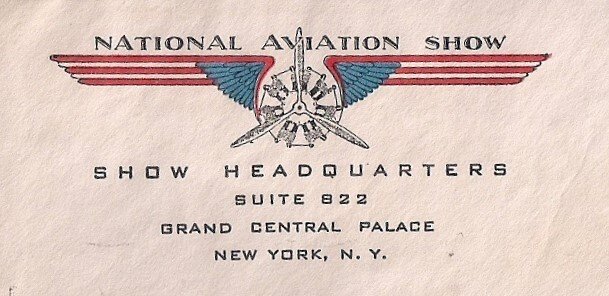 NATIONAL AVIATION SHOW
SHOW HEADQUARTERS
SUITE 822
GRAND CENTRAL PALACE
NEW YORK, N. Y.